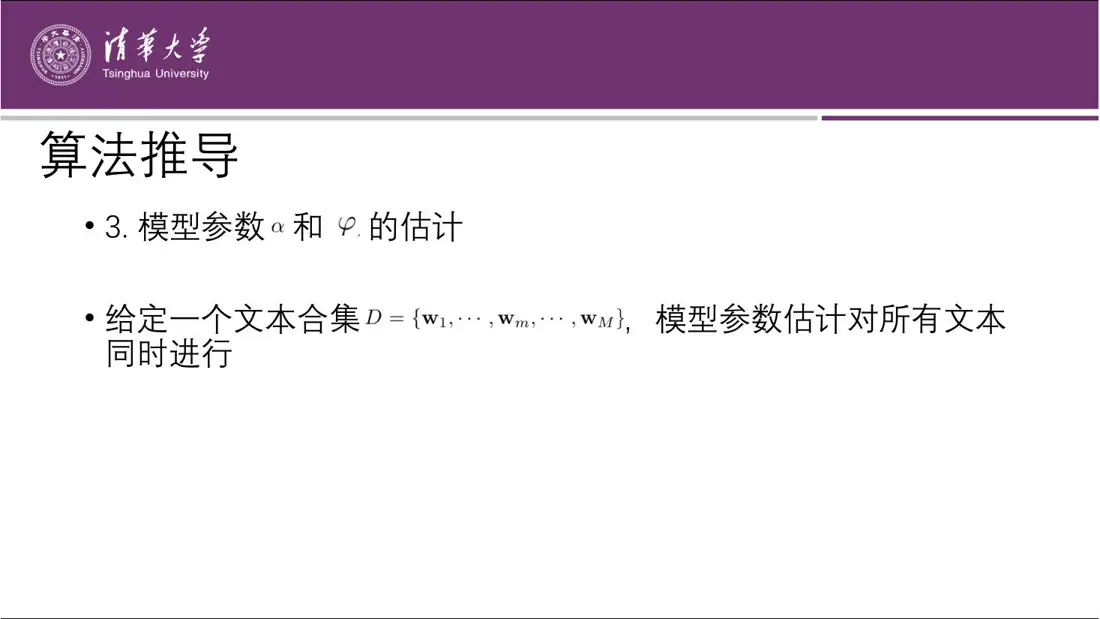 清华大学
Tsinghua University
算法推导
• 3. 模型参数 α 和 φ 的估计
• 给定一个文本合集 D = {w₁, ⋯ , wₘ, ⋯ , w_M}, 模型参数估计对所有文本
同时进行